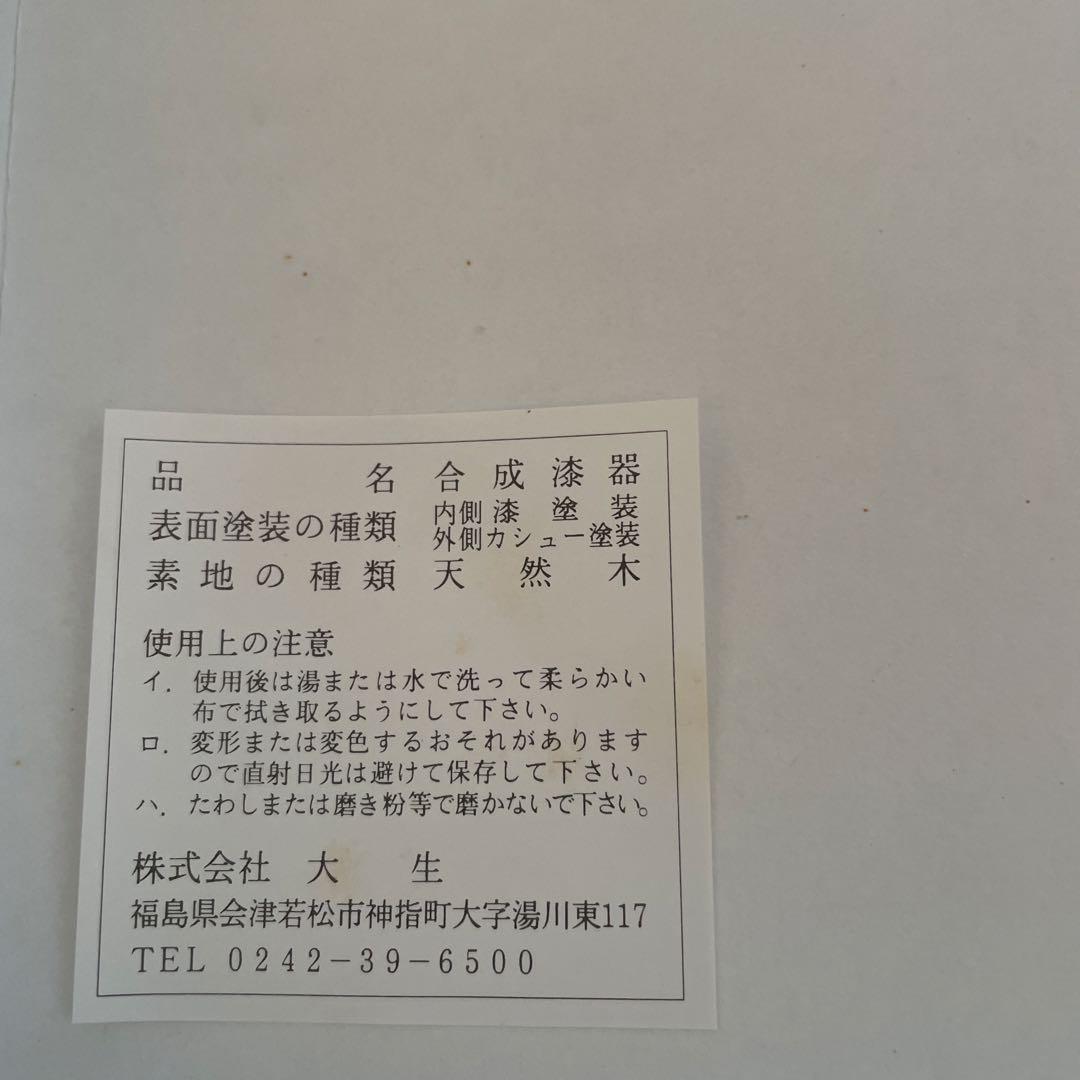 品名 合成漆器
表面塗装の種類 内側漆塗装
外側カシュー塗装
素地の種類 天然木
使用上の注意
イ. 使用後は湯または水で洗って柔らかい
布で拭き取るようにして下さい。
ロ. 変形または変色するおそれがあります
ので直射日光は避けて保存して下さい。
ハ. たわしまたは磨き粉等で磨かないで下さい。
株式会社 大生
福島県会津若松市神指町大字湯川東117
TEL 0242-39-6500